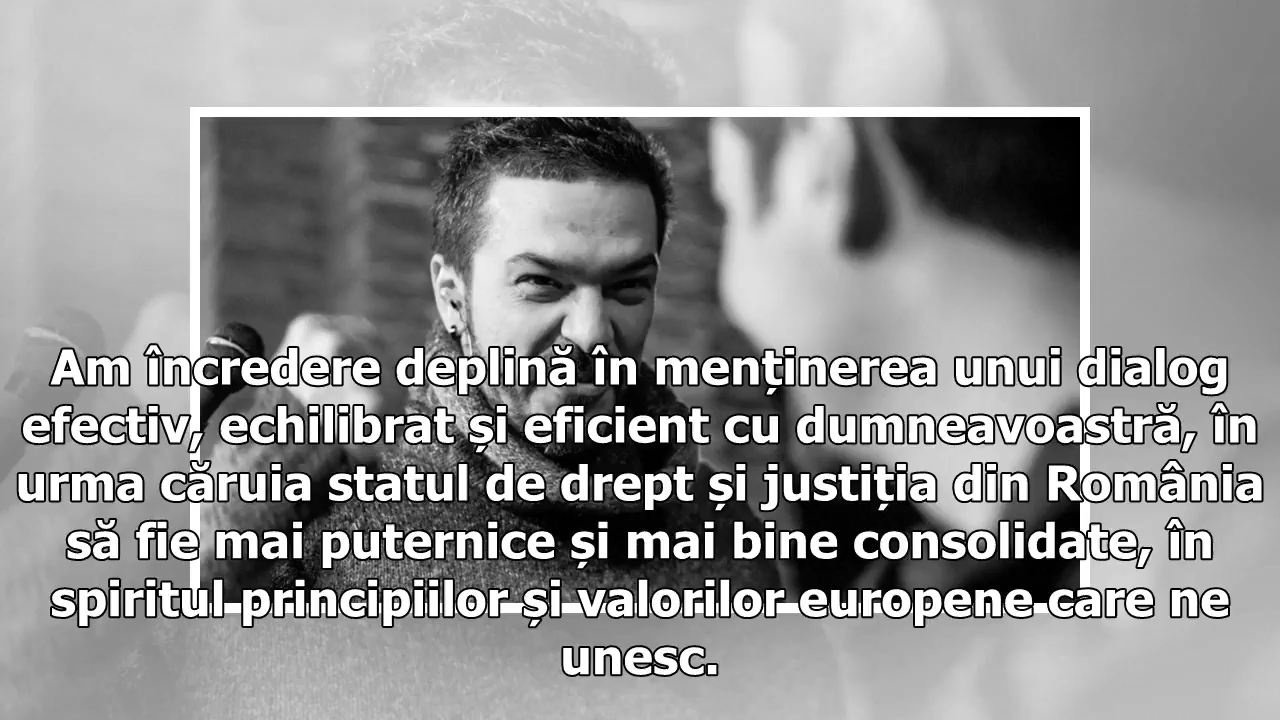 Am încredere deplină în menținerea unui dialog
efectiv, echilibrat și eficient cu dumneavoastră, în
urma căruia statul de drept și justiția din România
să fie mai puternice și mai bine consolidate, în
spiritul principiilor și valorilor europene care ne
unesc.